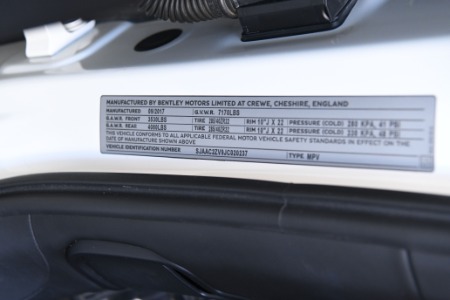 MANUFACTURED BY BENTLEY MOTORS LIMITED AT CREWE, CHESHIRE, ENGLAND
MANUFACTURED 09/2017 G.V.W.R. 7170LBS
G.A.W.R. FRONT 3530LBS TIRE 285/40ZR22 RIM 10"J X 22 PRESSURE (COLD) 280 KPA, 41 PSI
G.A.W.R. REAR 4000LBS TIRE 285/40ZR22 RIM 10"J X 22 PRESSURE (COLD) 330 KPA, 48 PSI
THIS VEHICLE CONFORMS TO ALL APPLICABLE FEDERAL MOTOR VEHICLE SAFETY STANDARDS IN EFFECT ON THE
DATE OF MANUFACTURE SHOWN ABOVE
VEHICLE IDENTIFICATION NUMBER SJAAC2ZV8JC020337 TYPE MPV